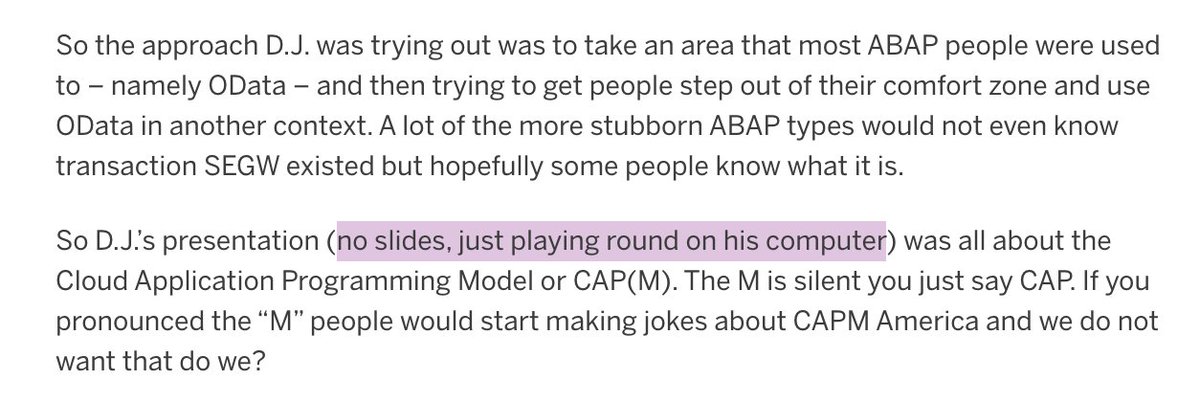 So the approach D.J. was trying out was to take an area that most ABAP people were used
to – namely OData – and then trying to get people step out of their comfort zone and use
OData in another context. A lot of the more stubborn ABAP types would not even know
transaction SEGW existed but hopefully some people know what it is.
So D.J.’s presentation (no slides, just playing round on his computer) was all about the
Cloud Application Programming Model or CAP(M). The M is silent you just say CAP. If you
pronounced the “M” people would start making jokes about CAPM America and we do not
want that do we?